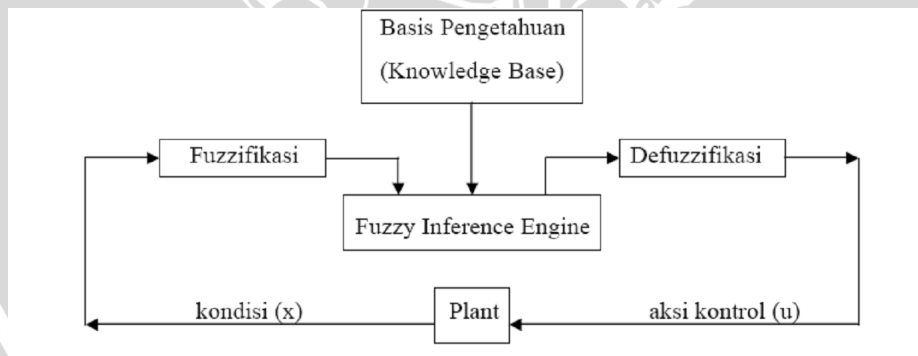 Basis Pengetahuan
(Knowledge Base)
Fuzzifikasi
Defuzzifikasi
Fuzzy Inference Engine
kondisi (x)
Plant
aksi kontrol (u)